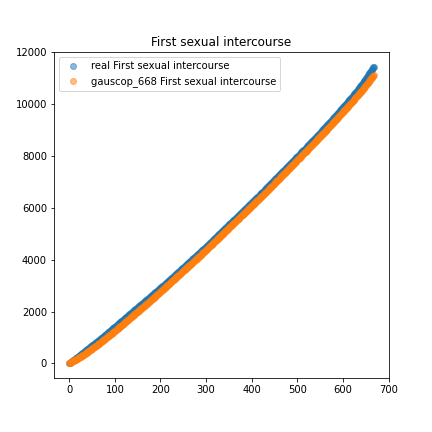 First sexual intercourse
real First sexual intercourse
gauscop_668 First sexual intercourse
12000
10000
8000
6000
4000
2000
0
0 100 200 300 400 500 600 700